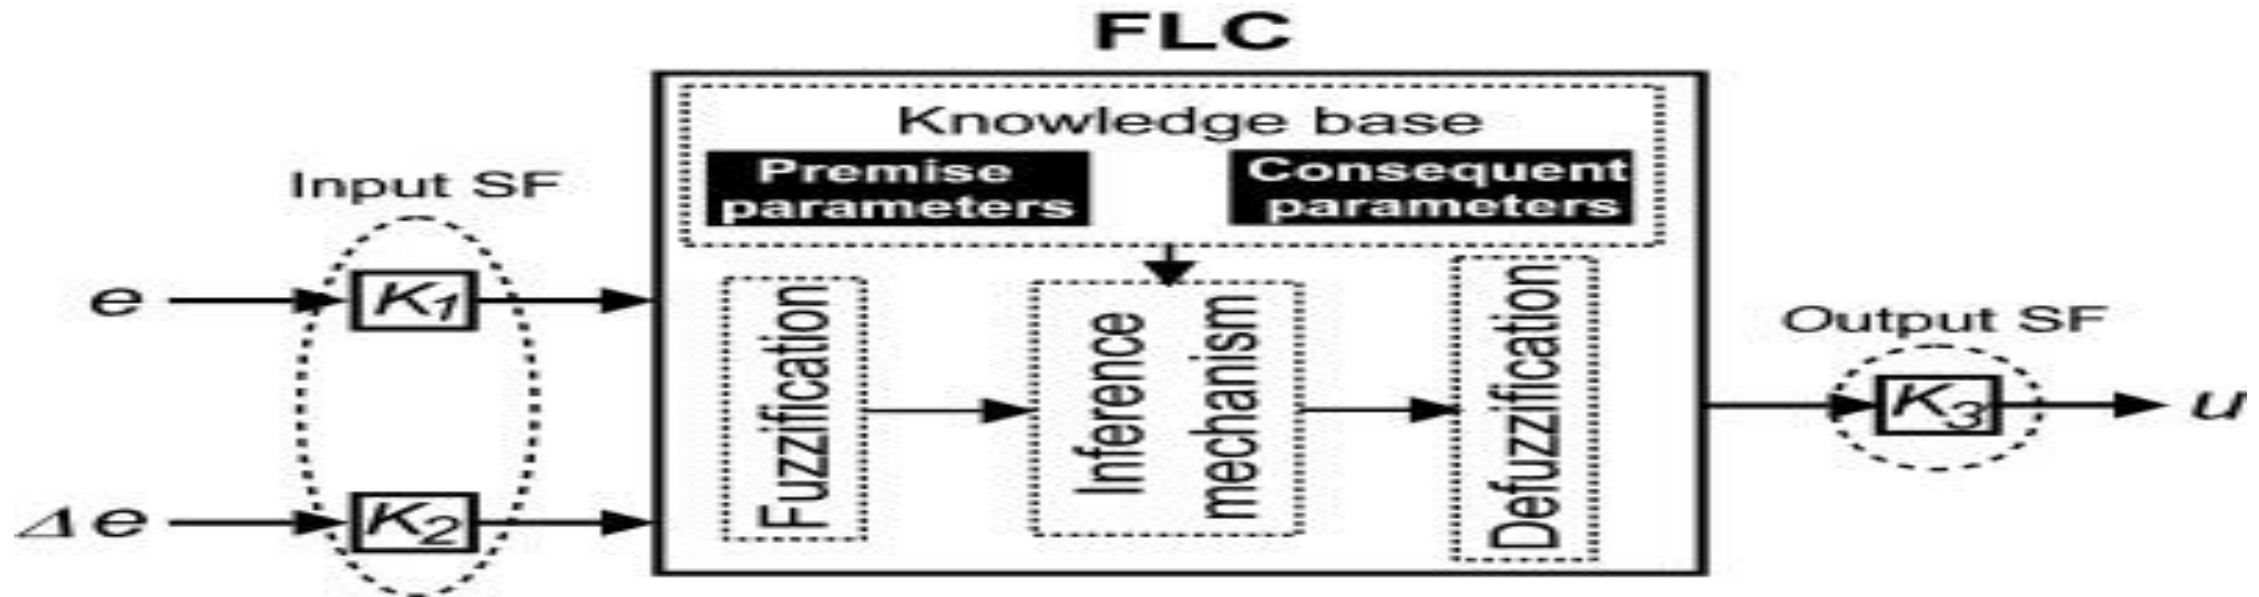 FLC
Knowledge base
Premise
parameters
Consequent
parameters
Input SF
e
K1
Δe
K2
Fuzzification
Inference
mechanism
Defuzzification
Output SF
K3
u